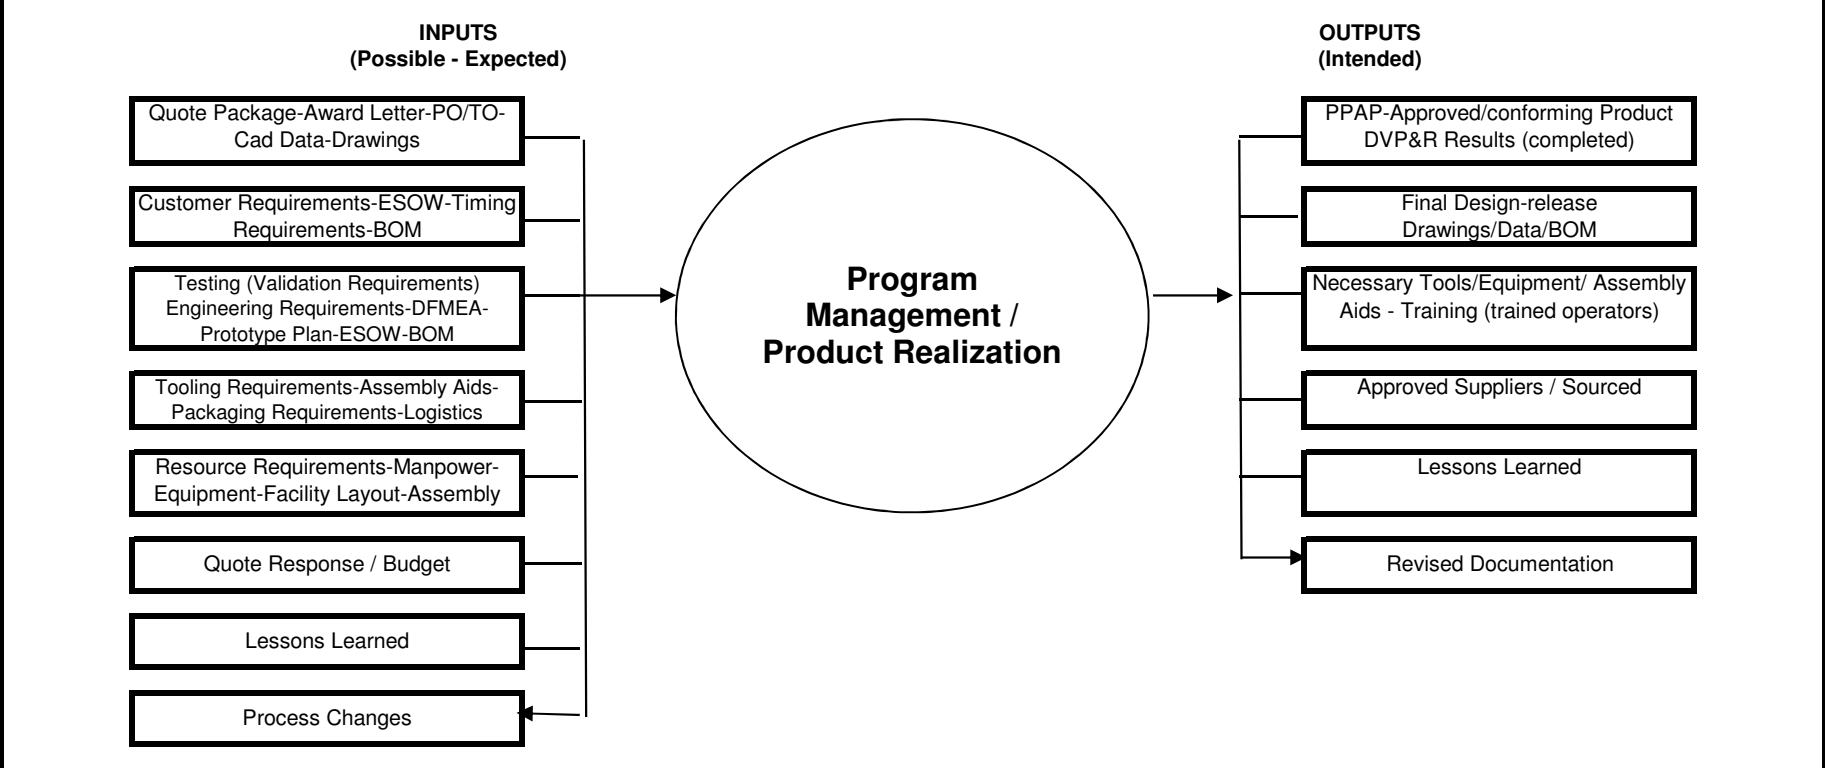 INPUTS
(Possible - Expected)
Quote Package-Award Letter-PO/TO-
Cad Data-Drawings
Customer Requirements-ESOW-Timing
Requirements-BOM
Testing (Validation Requirements)
Engineering Requirements-DFMEA-
Prototype Plan-ESOW-BOM
Tooling Requirements-Assembly Aids-
Packaging Requirements-Logistics
Resource Requirements-Manpower-
Equipment-Facility Layout-Assembly
Quote Response / Budget
Lessons Learned
Process Changes
Program
Management /
Product Realization
OUTPUTS
(Intended)
PPAP-Approved/conforming Product
DVP&R Results (completed)
Final Design-release
Drawings/Data/BOM
Necessary Tools/Equipment/ Assembly
Aids - Training (trained operators)
Approved Suppliers / Sourced
Lessons Learned
Revised Documentation